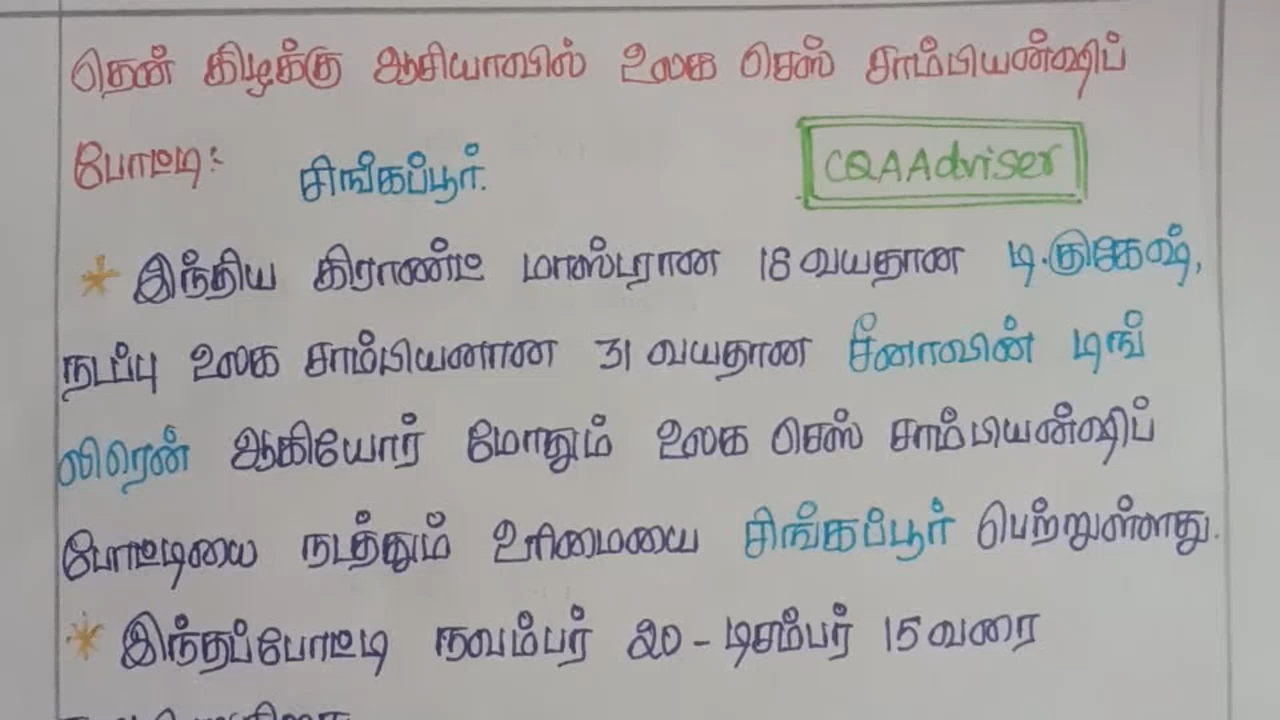 தென் கிழக்கு ஆசியாவில் உலக செஸ் சாம்பியன்ஷிப்
போட்டி: சிங்கப்பூர்.
CQAAdviser
* இந்திய கிராண்ட் மாஸ்டரான 18 வயதான டி.குகேஷ்,
நடப்பு உலக சாம்பியனான 31 வயதான சீனாவின் டிங்
லிரென் ஆகியோர் மோதும் உலக செஸ் சாம்பியன்ஷிப்
போட்டியை நடத்தும் உரிமையை சிங்கப்பூர் பெற்றுள்ளது.
* இந்தப்போட்டி நவம்பர் 20 - டிசம்பர் 15 வரை